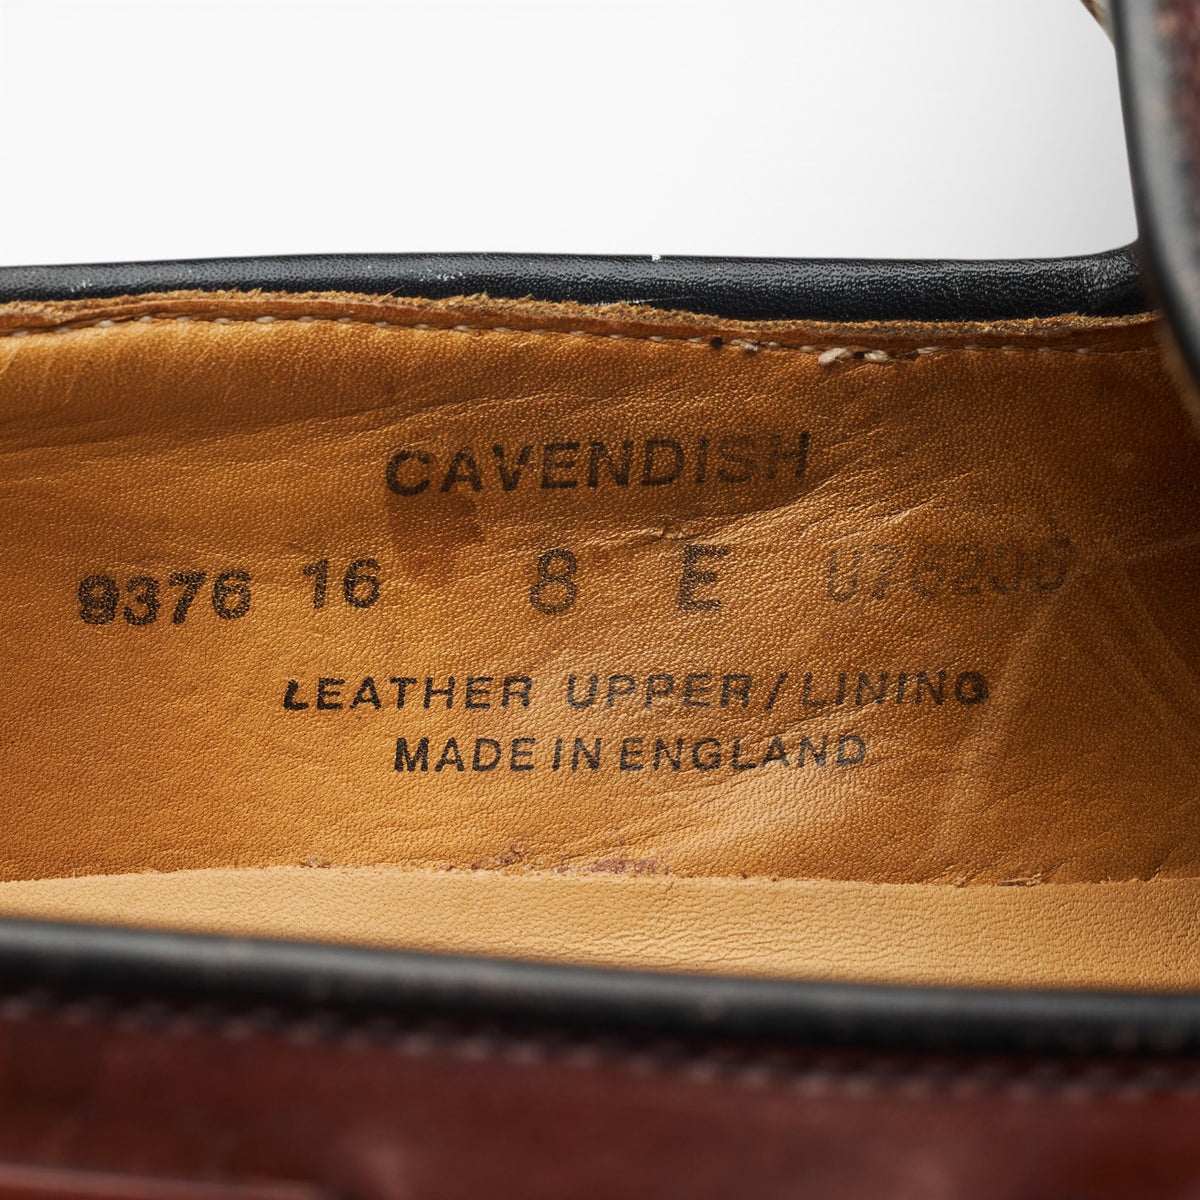 CAVENDISH
9376 16 8 E
LEATHER UPPER/LINING
MADE IN ENGLAND